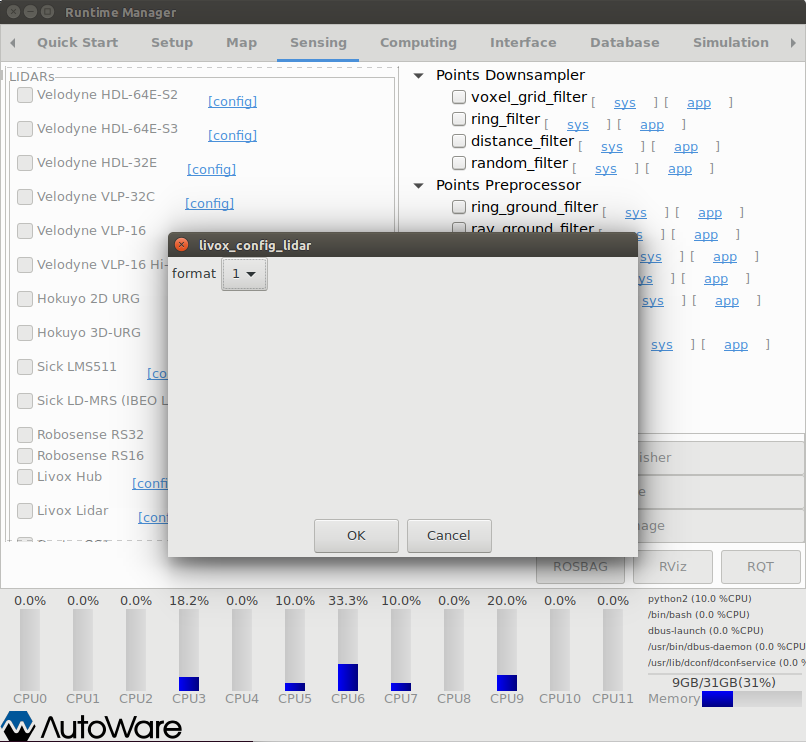 Runtime Manager
Quick Start Setup Map Sensing Computing Interface Database Simulation
LIDARs
Velodyne HDL-64E-S2 [config]
Velodyne HDL-64E-S3 [config]
Velodyne HDL-32E [config]
Velodyne VLP-32C [config]
Velodyne VLP-16
Velodyne VLP-16 Hi-
Hokuyo 2D URG
Hokuyo 3D-URG
Sick LMS511 [co
Sick LD-MRS (IBEO L
Robosense RS32
Robosense RS16
Livox Hub [confi
Livox Lidar [con
Points Downsampler
voxel_grid_filter [ sys ] [ app ]
ring_filter [ sys ] [ app ]
distance_filter [ sys ] [ app ]
random_filter [ sys ] [ app ]
Points Preprocessor
ring_ground_filter [ sys ] [ app ]
ray_ground_filter s ] [ app ]
sys ] [ app ]
ys ] [ app ]
sys ] [ app ]
sys ] [ app ]
livox_config_lidar
format 1
OK Cancel
isher
e
nage
ROSBAG RViz RQT
0.0% 0.0% 0.0% 18.2% 0.0% 10.0% 33.3% 10.0% 0.0% 20.0% 0.0% 0.0%
CPU0 CPU1 CPU2 CPU3 CPU4 CPU5 CPU6 CPU7 CPU8 CPU9 CPU10 CPU11
python2 (10.0 %CPU)
/bin/bash (0.0 %CPU)
dbus-launch (0.0 %CPU)
/usr/bin/dbus-daemon (0.0 %CPU
/usr/lib/dconf/dconf-service (0.0 %
9GB/31GB(31%)
Memory
AutoWare